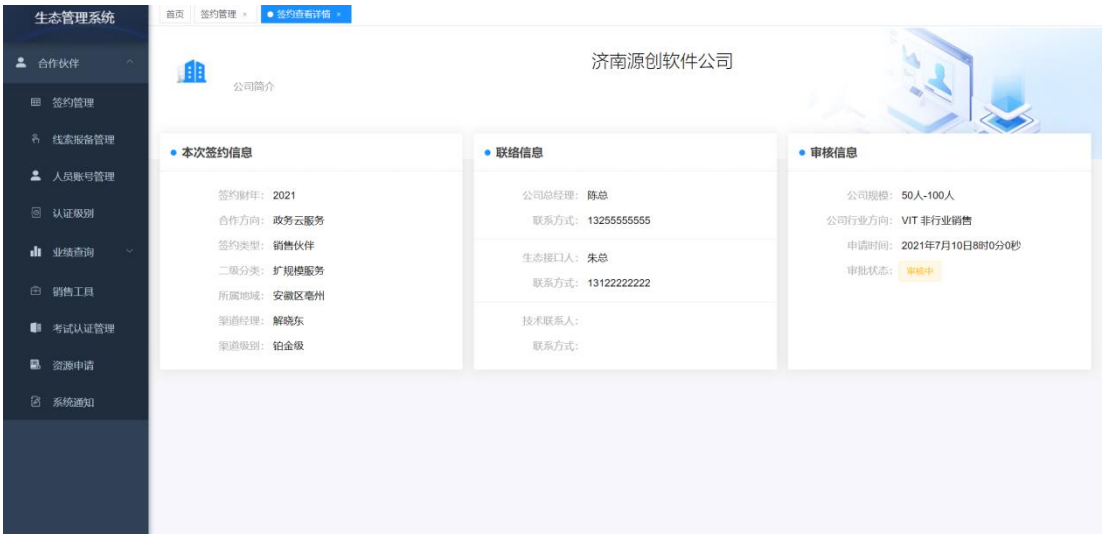 生态管理系统
首页 签约管理 × 签约查看详情 ×
合作伙伴
签约管理
线索报备管理
人员账号管理
认证级别
业绩查询
销售工具
考试认证管理
资源申请
系统通知
济南源创软件公司
公司简介
本次签约信息
签约财年: 2021
合作方向: 政务云服务
签约类型: 销售伙伴
二级分类: 扩规模服务
所属地域: 安徽区亳州
渠道经理: 解晓东
渠道级别: 铂金级
联络信息
公司总经理: 陈总
联系方式: 13255555555
生态接口人: 朱总
联系方式: 13122222222
技术联系人:
联系方式:
审核信息
公司规模: 50人-100人
公司行业方向: VIT 非行业销售
申请时间: 2021年7月10日8时0分0秒
审批状态: 审核中